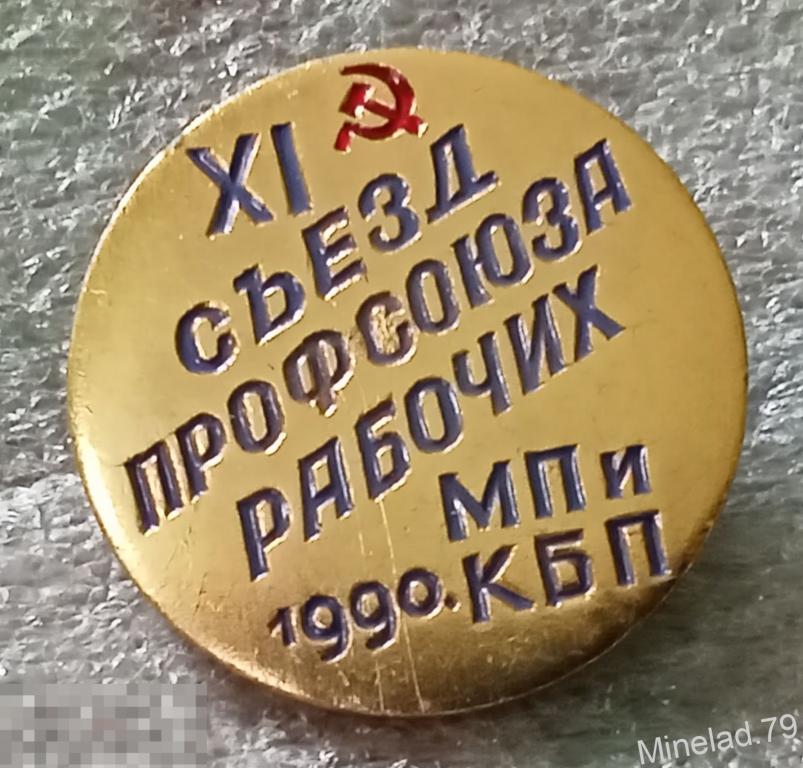 XI
СЪЕЗД
ПРОФСОЮЗА
РАБОЧИХ
МП и
1990. КБП
Minelad.79